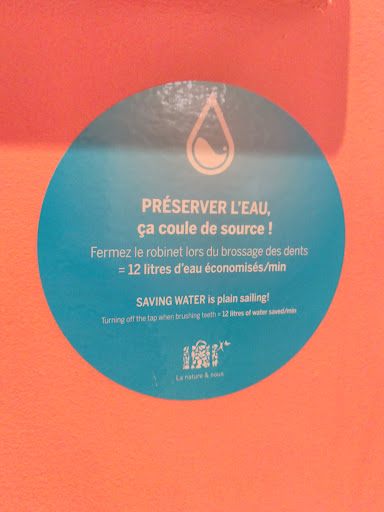 PRÉSERVER L'EAU,
ça coule de source !
Fermez le robinet lors du brossage des dents
= 12 litres d'eau économisés/min
SAVING WATER is plain sailing!
Turning off the tap when brushing teeth = 12 litres of water saved/min
La nature & nous